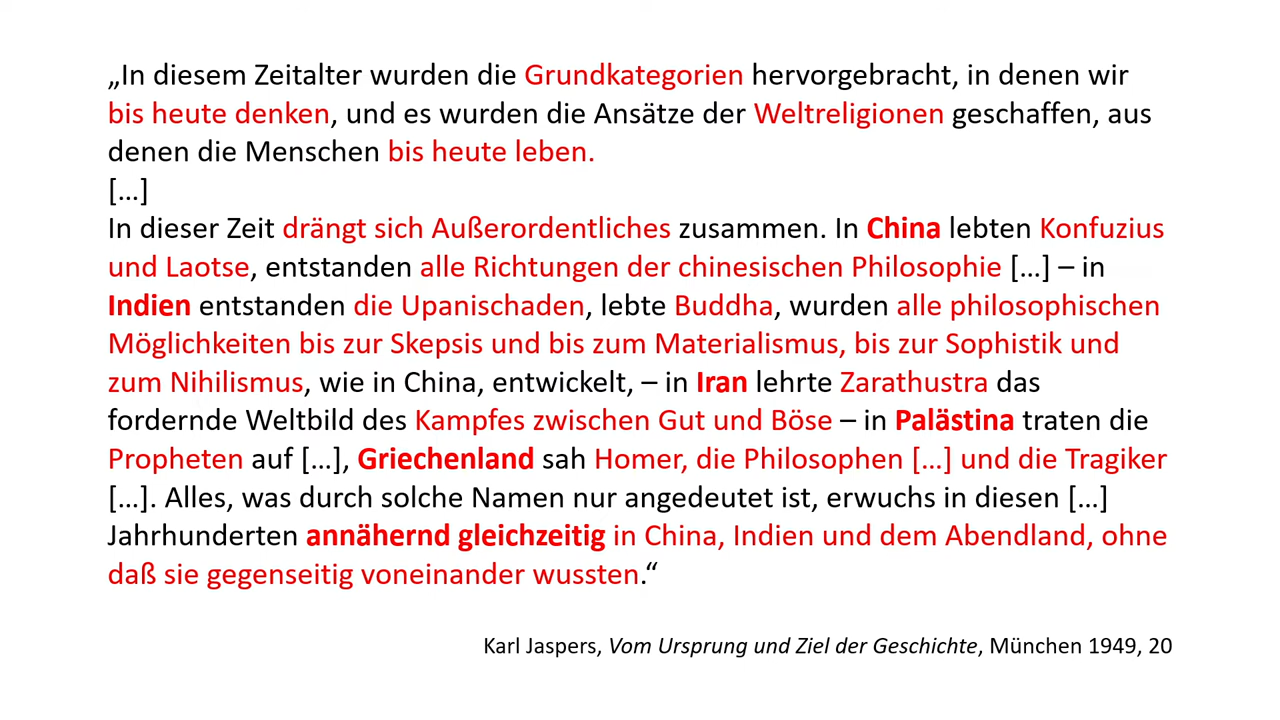 „In diesem Zeitalter wurden die Grundkategorien hervorgebracht, in denen wir
bis heute denken, und es wurden die Ansätze der Weltreligionen geschaffen, aus
denen die Menschen bis heute leben.
[…]
In dieser Zeit drängt sich Außerordentliches zusammen. In China lebten Konfuzius
und Laotse, entstanden alle Richtungen der chinesischen Philosophie […] – in
Indien entstanden die Upanischaden, lebte Buddha, wurden alle philosophischen
Möglichkeiten bis zur Skepsis und bis zum Materialismus, bis zur Sophistik und
zum Nihilismus, wie in China, entwickelt, – in Iran lehrte Zarathustra das
fordernde Weltbild des Kampfes zwischen Gut und Böse – in Palästina traten die
Propheten auf […], Griechenland sah Homer, die Philosophen […] und die Tragiker
[…]. Alles, was durch solche Namen nur angedeutet ist, erwuchs in diesen […]
Jahrhunderten annähernd gleichzeitig in China, Indien und dem Abendland, ohne
daß sie gegenseitig voneinander wussten.“
Karl Jaspers, Vom Ursprung und Ziel der Geschichte, München 1949, 20